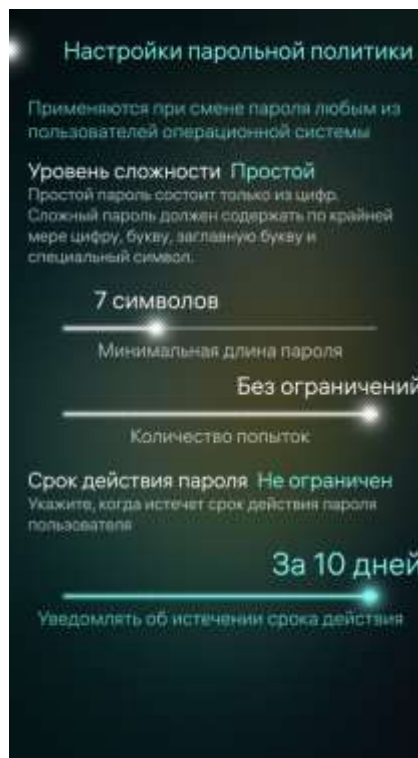 Настройки парольной политики
Применяются при смене пароля любым из
пользователей операционной системы
Уровень сложности Простой
Простой пароль состоит только из цифр.
Сложный пароль должен содержать по крайней
мере цифру, букву, заглавную букву и
специальный символ.
7 символов
Минимальная длина пароля
Без ограничений
Количество попыток
Срок действия пароля Не ограничен
Укажите, когда истечет срок действия пароля
пользователя
За 10 дней
Уведомлять об истечении срока действия